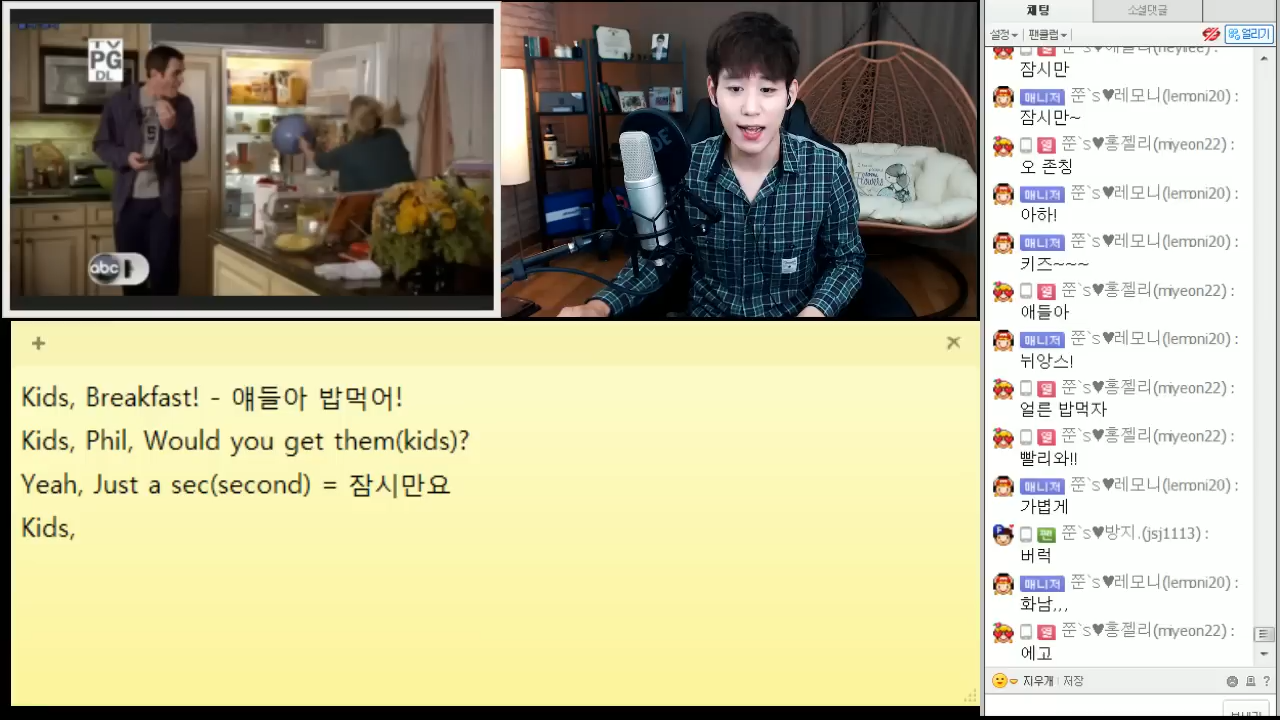 TV
PG
DL
abc
Kids, Breakfast! - 얘들아 밥먹어!
Kids, Phil, Would you get them(kids)?
Yeah, Just a sec(second) = 잠시만요
Kids,
채팅
소셜댓글
설정
팬클럽
얼리기
잠시만
매니저 쭌`s♥레모니(lemoni20) :
잠시만~
열 쭌`s♥홍젤리(miyeon22) :
오 존칭
매니저 쭌`s♥레모니(lemoni20) :
아하!
매니저 쭌`s♥레모니(lemoni20) :
키즈~~~
열 쭌`s♥홍젤리(miyeon22) :
애들아
매니저 쭌`s♥레모니(lemoni20) :
뉘앙스!
열 쭌`s♥홍젤리(miyeon22) :
얼른 밥먹자
열 쭌`s♥홍젤리(miyeon22) :
빨리와!!
매니저 쭌`s♥레모니(lemoni20) :
가볍게
팬 쭌`s♥방지.(jsj1113) :
버럭
매니저 쭌`s♥레모니(lemoni20) :
화남,,,
열 쭌`s♥홍젤리(miyeon22) :
에고
지우개 | 저장